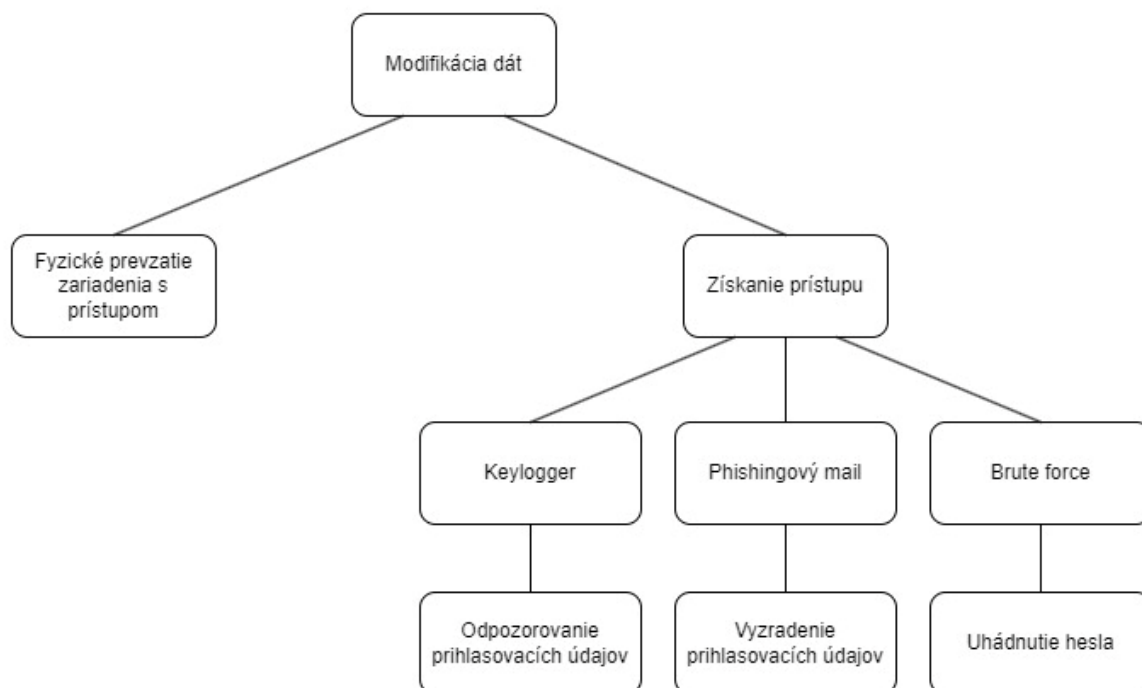 Modifikácia dát
Fyzické prevzatie
zariadenia s
prístupom
Získanie prístupu
Keylogger
Phishingový mail
Brute force
Odpozorovanie
prihlasovacích údajov
Vyzradenie
prihlasovacích údajov
Uhádnutie hesla